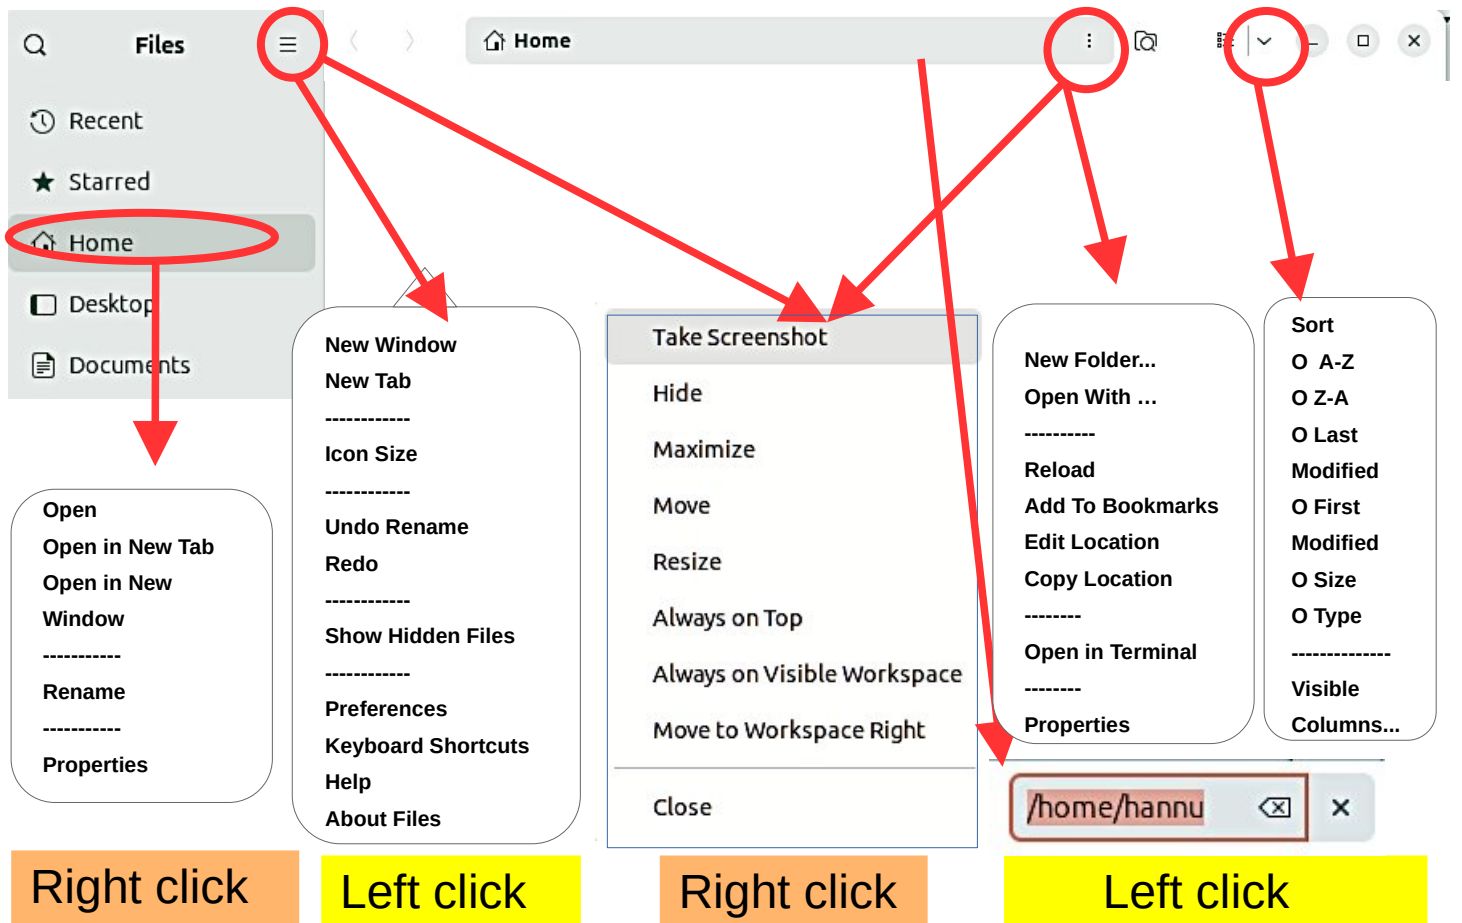 Files
Home
Recent
Starred
Home
Desktop
Documents
Open
Open in New Tab
Open in New
Window
-----------
Rename
-----------
Properties
Right click
New Window
New Tab
------------
Icon Size
------------
Undo Rename
Redo
------------
Show Hidden Files
------------
Preferences
Keyboard Shortcuts
Help
About Files
Left click
Take Screenshot
Hide
Maximize
Move
Resize
Always on Top
Always on Visible Workspace
Move to Workspace Right
Close
Right click
New Folder...
Open With …
----------
Reload
Add To Bookmarks
Edit Location
Copy Location
--------
Open in Terminal
--------
Properties
Sort
O  A-Z
O Z-A
O Last
Modified
O First
Modified
O Size
O Type
--------------
Visible
Columns...
/home/hannu
Left click